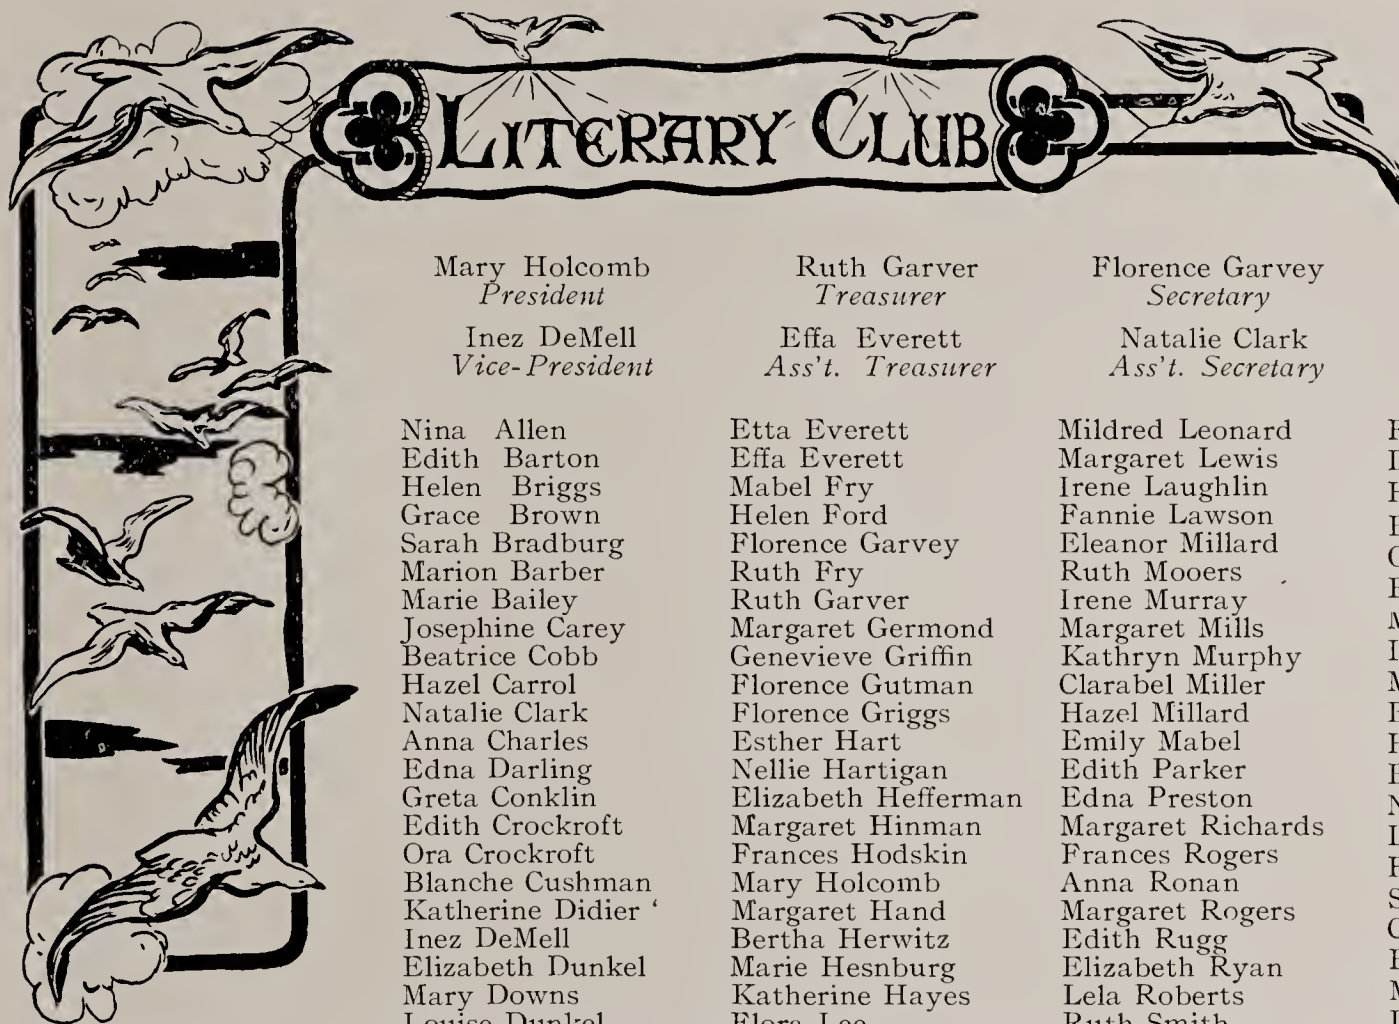 LITERARY CLUB
Mary Holcomb
President
Ruth Garver
Treasurer
Florence Garvey
Secretary
Inez DeMell
Vice-President
Effa Everett
Ass't. Treasurer
Natalie Clark
Ass't. Secretary
Nina Allen
Edith Barton
Helen Briggs
Grace Brown
Sarah Bradburg
Marion Barber
Marie Bailey
Josephine Carey
Beatrice Cobb
Hazel Carrol
Natalie Clark
Anna Charles
Edna Darling
Greta Conklin
Edith Crockroft
Ora Crockroft
Blanche Cushman
Katherine Didier
Inez DeMell
Elizabeth Dunkel
Mary Downs
Louise Dunkel
Etta Everett
Effa Everett
Mabel Fry
Helen Ford
Florence Garvey
Ruth Fry
Ruth Garver
Margaret Germond
Genevieve Griffin
Florence Gutman
Florence Griggs
Esther Hart
Nellie Hartigan
Elizabeth Hefferman
Margaret Hinman
Frances Hodskin
Mary Holcomb
Margaret Hand
Bertha Herwitz
Marie Hesnburg
Katherine Hayes
Flora Lee
Mildred Leonard
Margaret Lewis
Irene Laughlin
Fannie Lawson
Eleanor Millard
Ruth Mooers
Irene Murray
Margaret Mills
Kathryn Murphy
Clarabel Miller
Hazel Millard
Emily Mabel
Edith Parker
Edna Preston
Margaret Richards
Frances Rogers
Anna Ronan
Margaret Rogers
Edith Rugg
Elizabeth Ryan
Lela Roberts
Ruth Smith